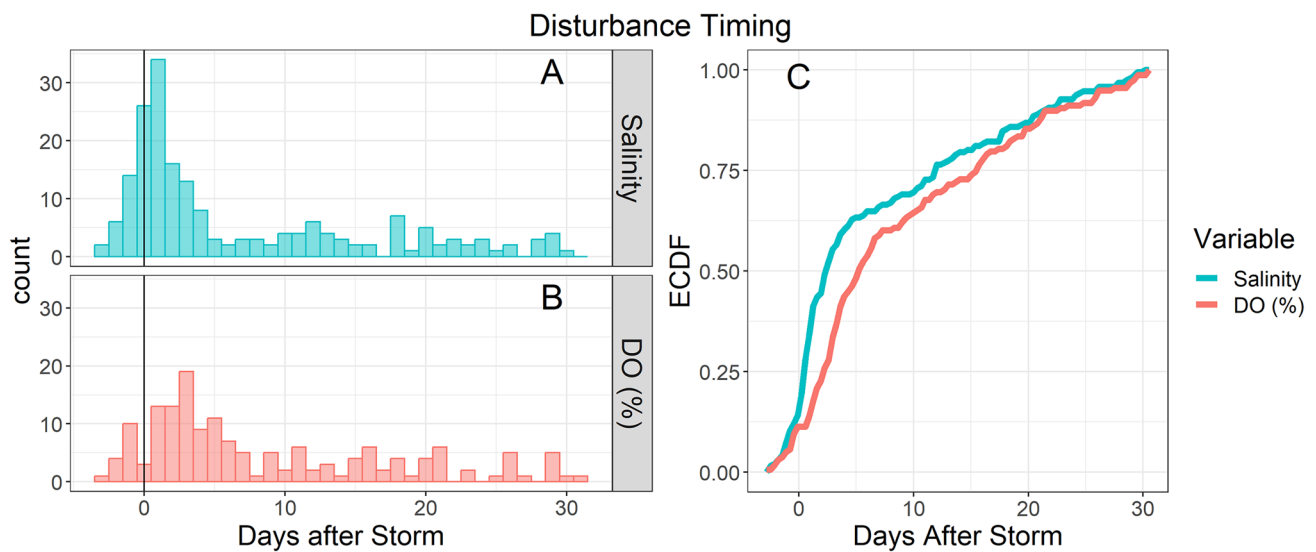 Disturbance Timing
count
30
20
10
0
A
Salinity
30
20
10
0
B
DO (%)
0
10
20
30
Days after Storm
ECDF
1.00
0.75
0.50
0.25
0.00
C
0
10
20
30
Days After Storm
Variable
Salinity
DO (%)